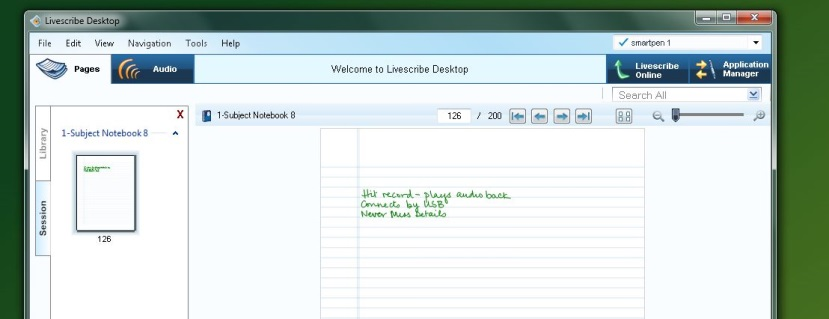 Livescribe Desktop
File Edit View Navigation Tools Help
smartpen 1
Pages Audio
Welcome to Livescribe Desktop
Livescribe Online
Application Manager
Search All
X
1-Subject Notebook 8
126 / 200
Library
1-Subject Notebook 8
Session
126
Hit record - plays audio back
Connects by USB
Never Miss Details